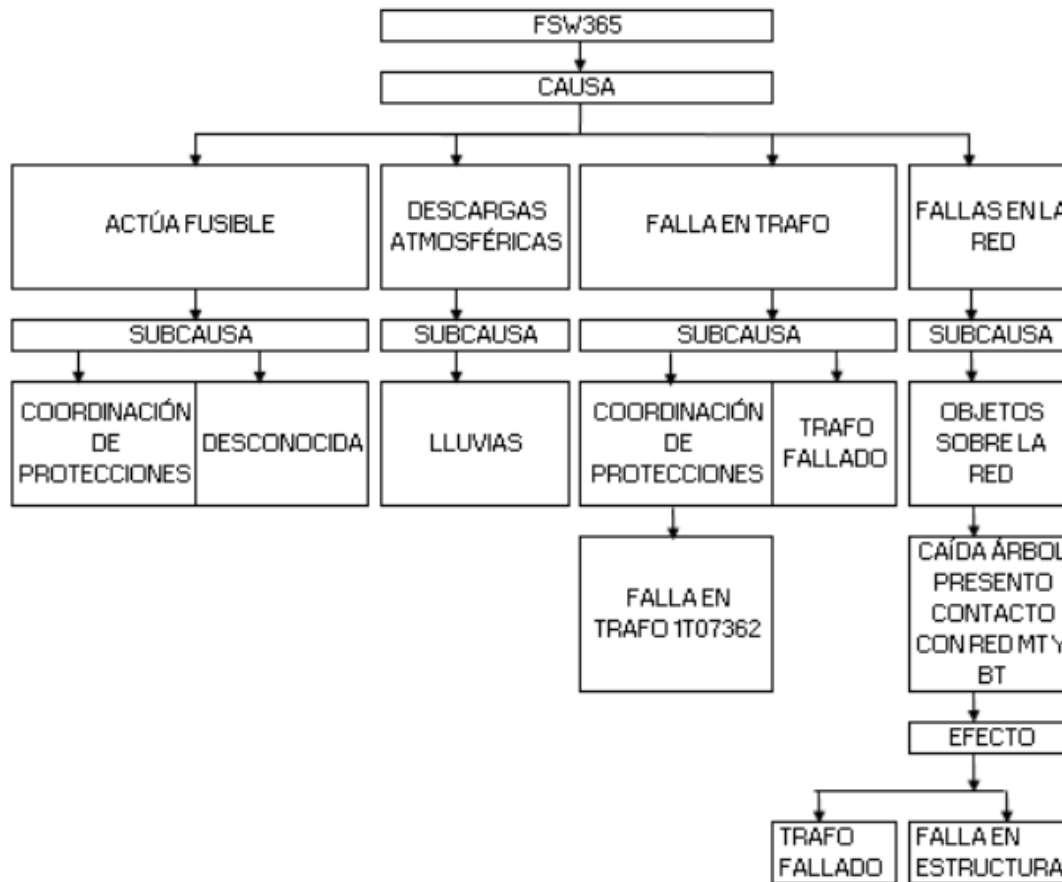 FSW365
CAUSA
ACTÚA FUSIBLE
DESCARGAS
ATMOSFÉRICAS
FALLA EN TRAFO
FALLAS EN LA
RED
SUBCAUSA
SUBCAUSA
SUBCAUSA
SUBCAUSA
COORDINACIÓN
DE
PROTECCIONES
DESCONOCIDA
LLUVIAS
COORDINACIÓN
DE
PROTECCIONES
TRAFO
FALLADO
OBJETOS
SOBRE LA
RED
FALLA EN
TRAFO 1T07362
CAÍDA ÁRBOL
PRESENTO
CONTACTO
CON RED MT Y
BT
EFECTO
TRAFO
FALLADO
FALLA EN
ESTRUCTURA